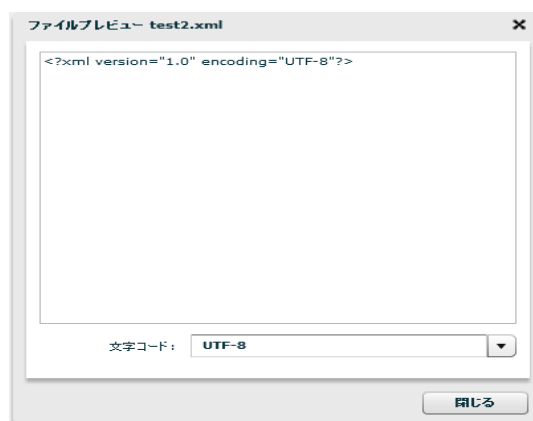 ファイルプレビュー test2.xml
<?xml version="1.0" encoding="UTF-8"?>
文字コード： UTF-8
閉じる